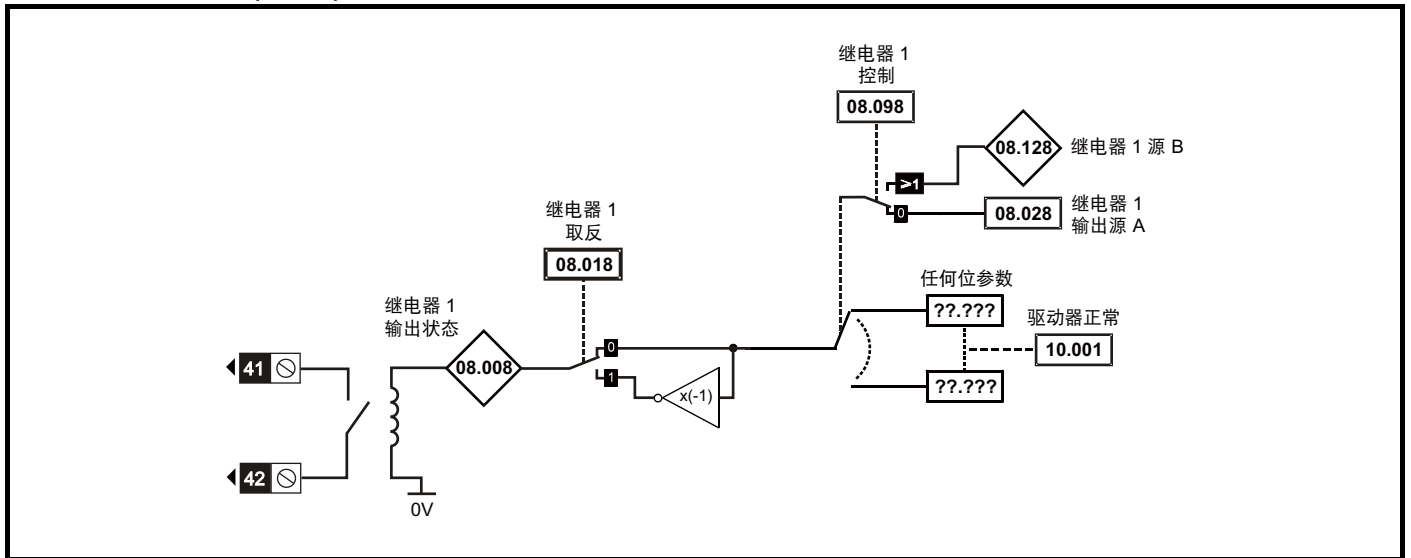 继电器 1
控制
08.098
08.128
继电器 1 源 B
>1
继电器 1
输出源 A
0
08.028
继电器 1
取反
08.018
任何位参数
??.???
驱动器正常
10.001
??.???
继电器 1
输出状态
08.008
0
1
x(-1)
41
42
0V